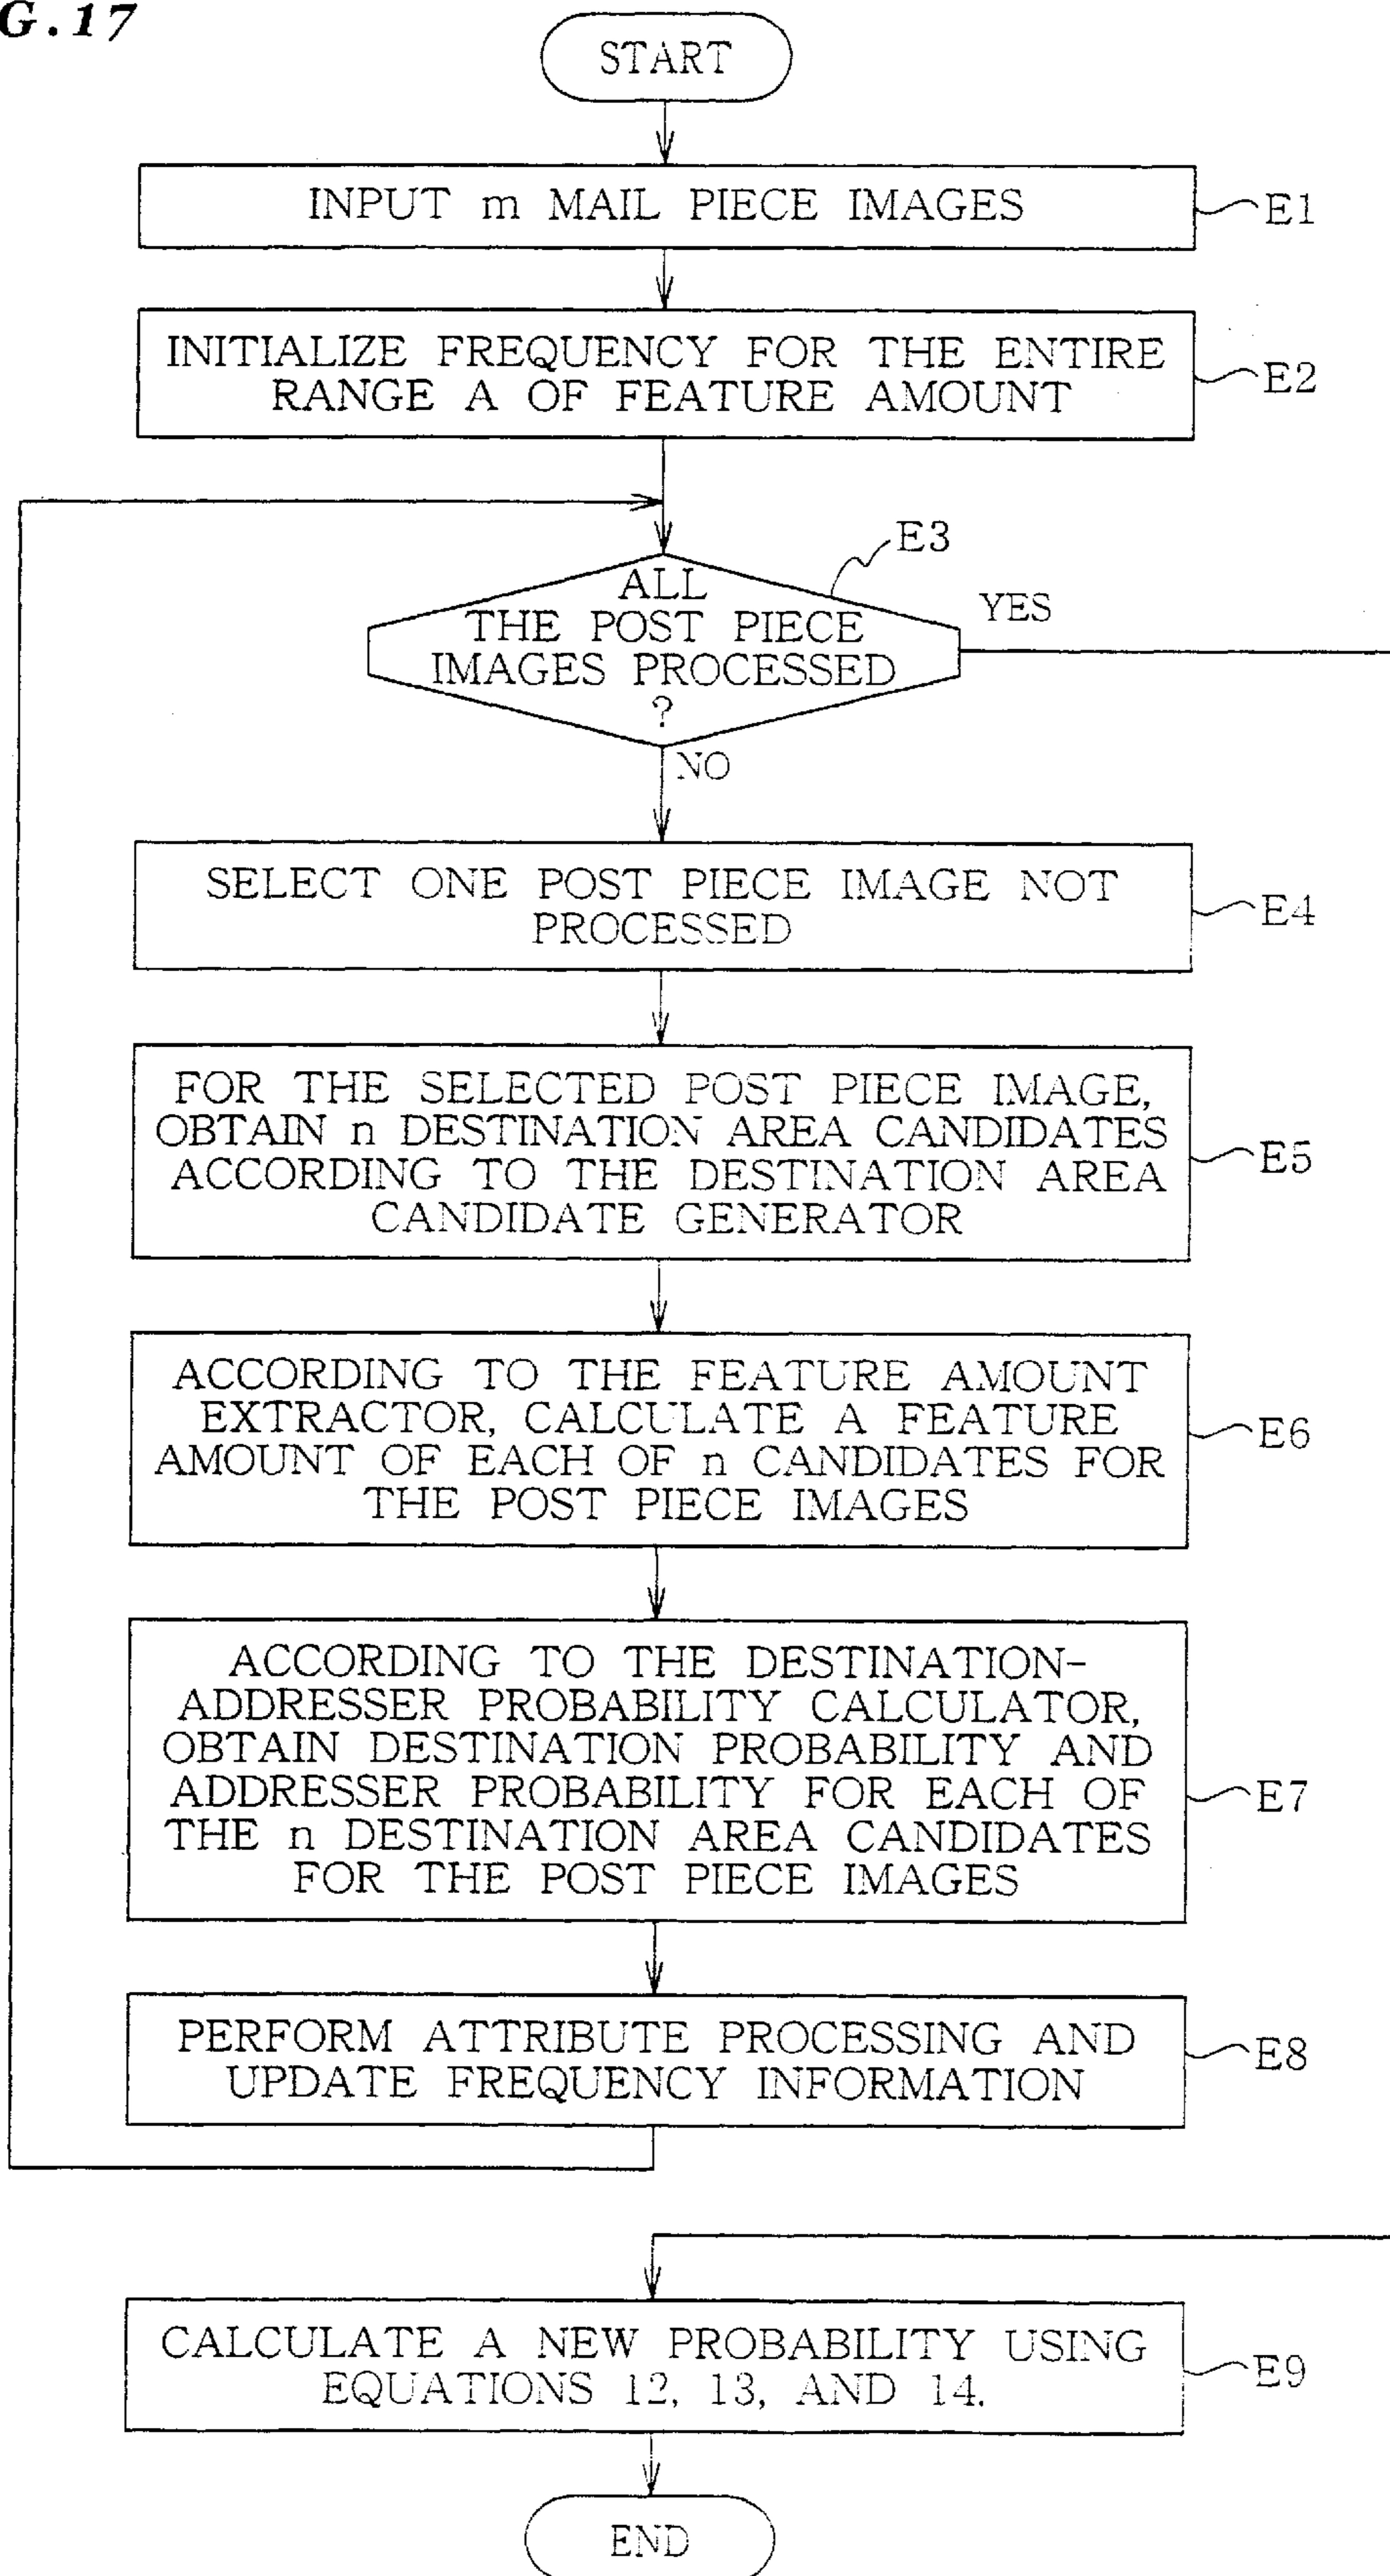 G.17
START
INPUT m MAIL PIECE IMAGES
E1
INITIALIZE FREQUENCY FOR THE ENTIRE
RANGE A OF FEATURE AMOUNT
E2
E3
ALL
THE POST PIECE
IMAGES PROCESSED
?
YES
NO
SELECT ONE POST PIECE IMAGE NOT
PROCESSED
E4
FOR THE SELECTED POST PIECE IMAGE,
OBTAIN n DESTINATION AREA CANDIDATES
ACCORDING TO THE DESTINATION AREA
CANDIDATE GENERATOR
E5
ACCORDING TO THE FEATURE AMOUNT
EXTRACTOR, CALCULATE A FEATURE
AMOUNT OF EACH OF n CANDIDATES FOR
THE POST PIECE IMAGES
E6
ACCORDING TO THE DESTINATION-
ADDRESSER PROBABILITY CALCULATOR,
OBTAIN DESTINATION PROBABILITY AND
ADDRESSER PROBABILITY FOR EACH OF
THE n DESTINATION AREA CANDIDATES
FOR THE POST PIECE IMAGES
E7
PERFORM ATTRIBUTE PROCESSING AND
UPDATE FREQUENCY INFORMATION
E8
CALCULATE A NEW PROBABILITY USING
EQUATIONS 12, 13, AND 14.
E9
END